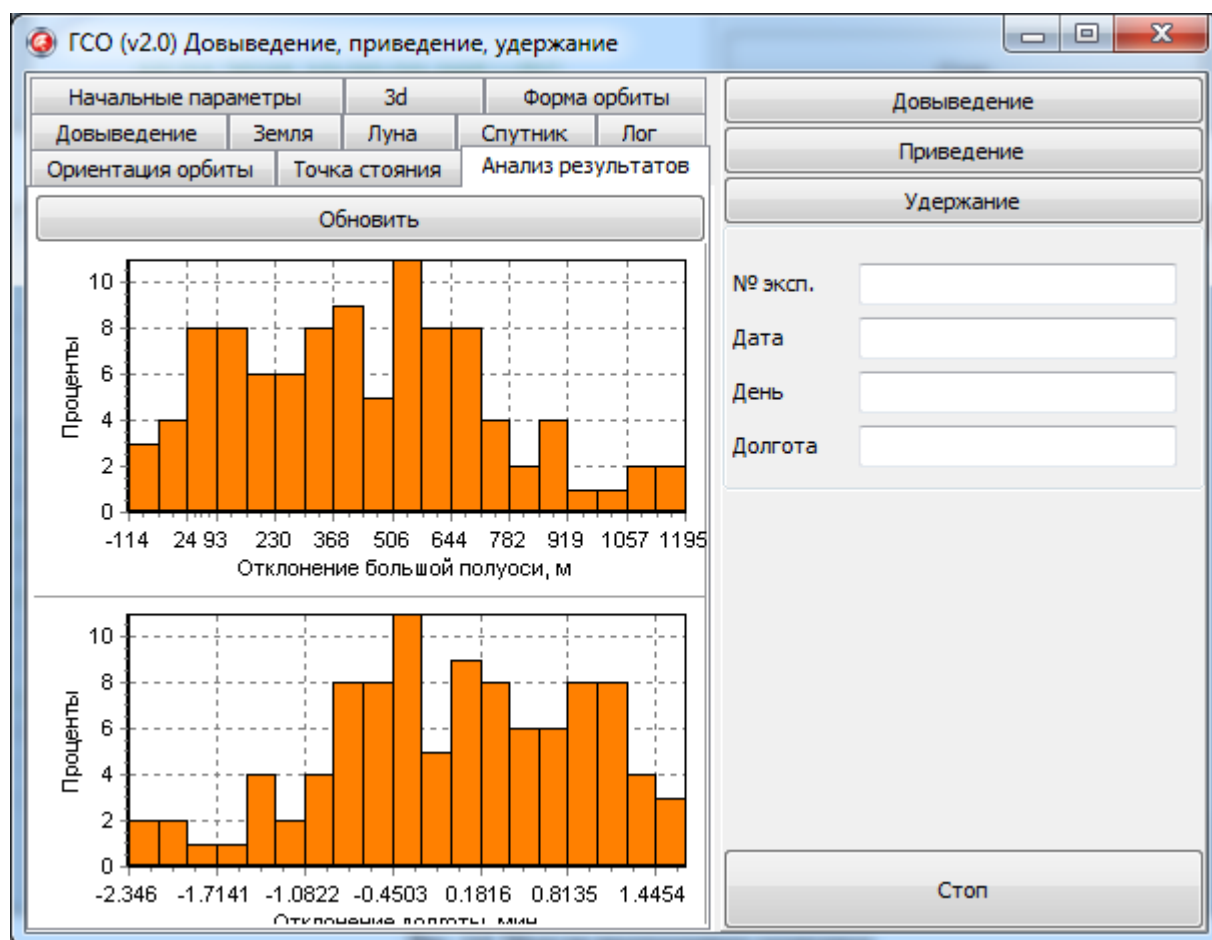 ГСО (v2.0) Довыведение, приведение, удержание
Начальные параметры 3d Форма орбиты
Довыведение Земля Луна Спутник Лог
Ориентация орбиты Точка стояния Анализ результатов
Обновить
10
8
6
4
2
0
Проценты
-114 24 93 230 368 506 644 782 919 1057 1195
Отклонение большой полуоси, м
10
8
6
4
2
0
Проценты
-2.346 -1.7141 -1.0822 -0.4503 0.1816 0.8135 1.4454
Отклонение долготы, мин
Довыведение
Приведение
Удержание
№ эксп.
Дата
День
Долгота
Стоп